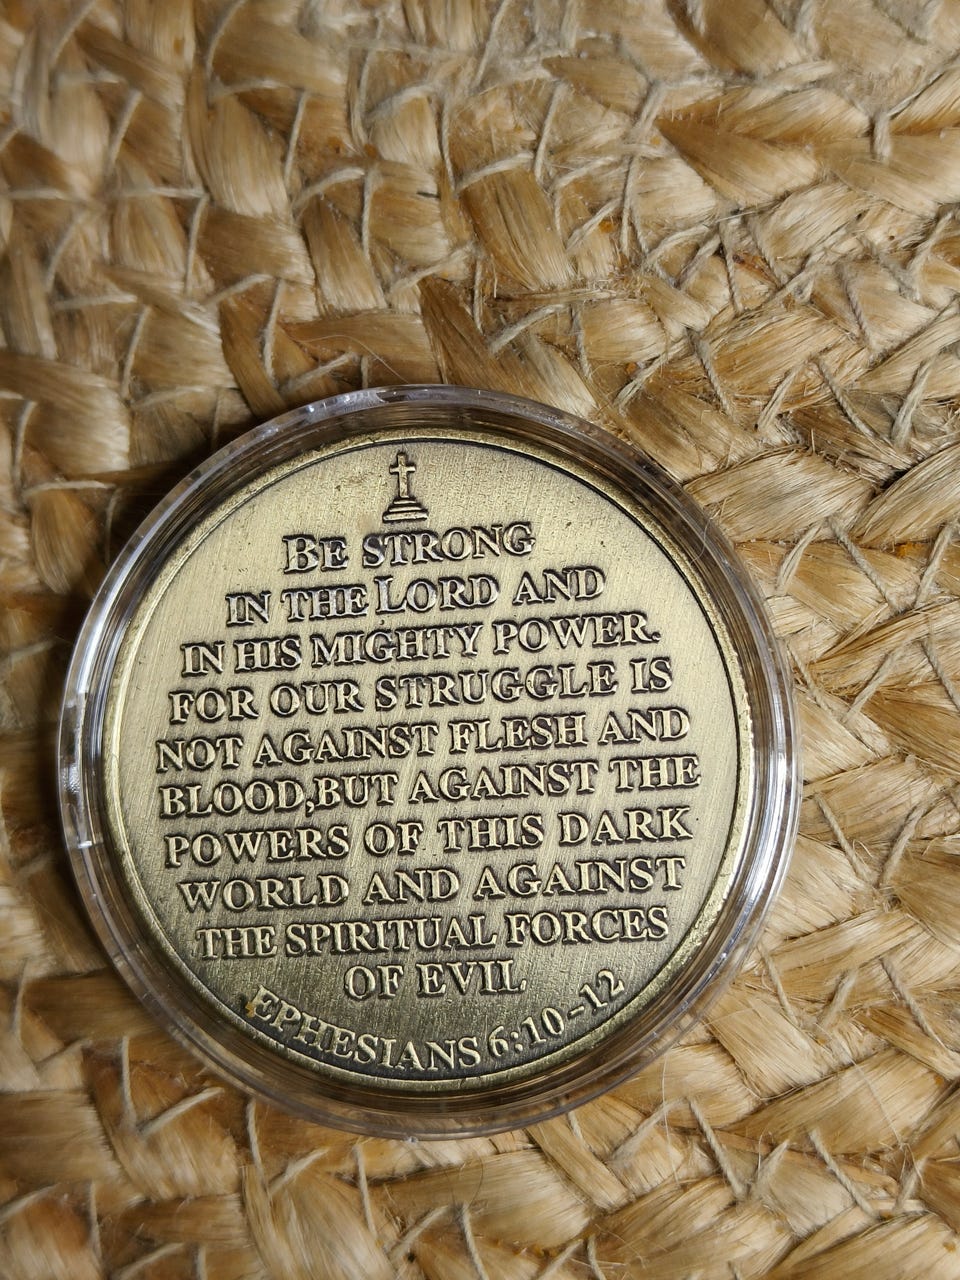 BE STRONG
IN THE LORD AND
IN HIS MIGHTY POWER.
FOR OUR STRUGGLE IS
NOT AGAINST FLESH AND
BLOOD,BUT AGAINST THE
POWERS OF THIS DARK
WORLD AND AGAINST
THE SPIRITUAL FORCES
OF EVIL
EPHESIANS 6:10-12